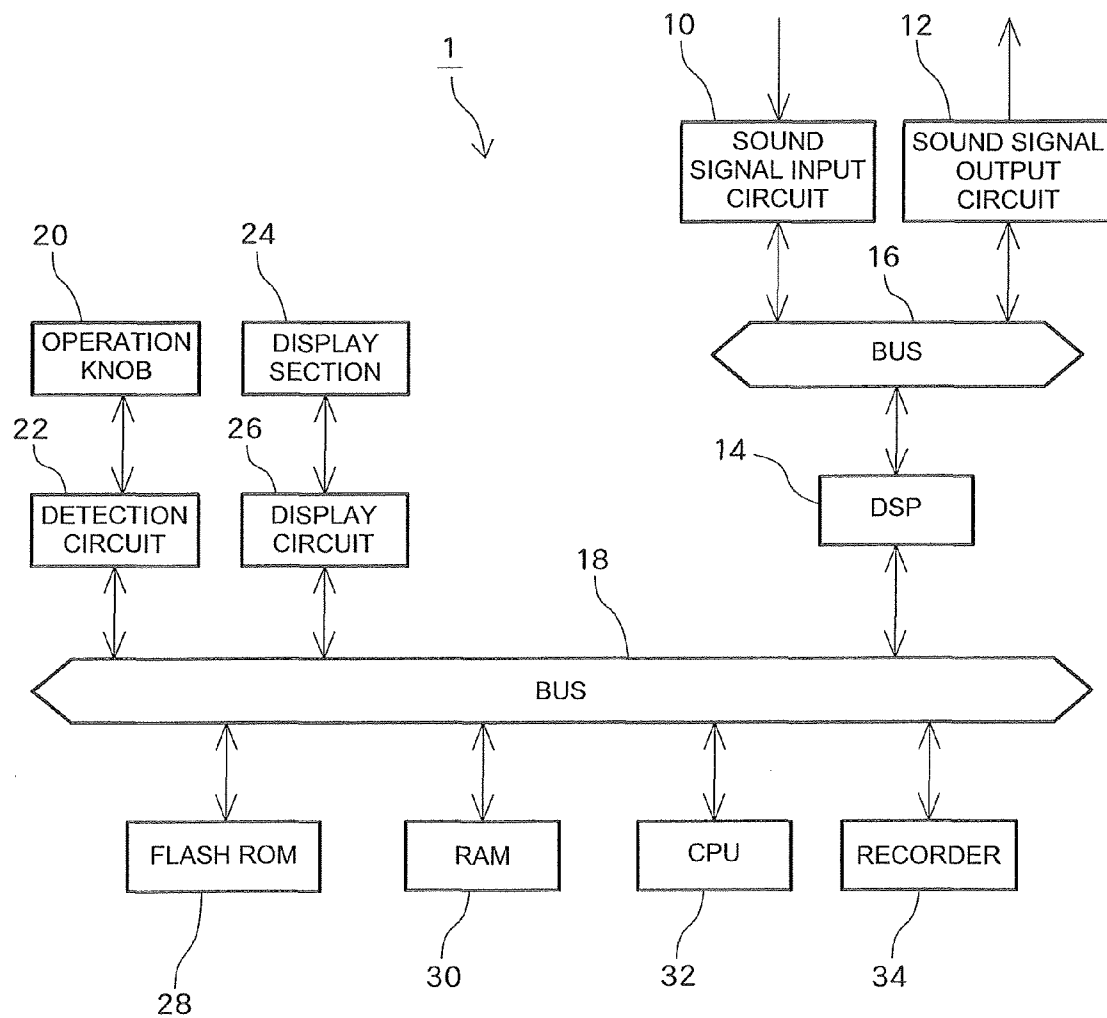 1
10
12
SOUND
SIGNAL INPUT
CIRCUIT
SOUND SIGNAL
OUTPUT
CIRCUIT
20
24
16
OPERATION
KNOB
DISPLAY
SECTION
BUS
22
26
14
DETECTION
CIRCUIT
DISPLAY
CIRCUIT
DSP
18
BUS
FLASH ROM
RAM
CPU
RECORDER
28
30
32
34